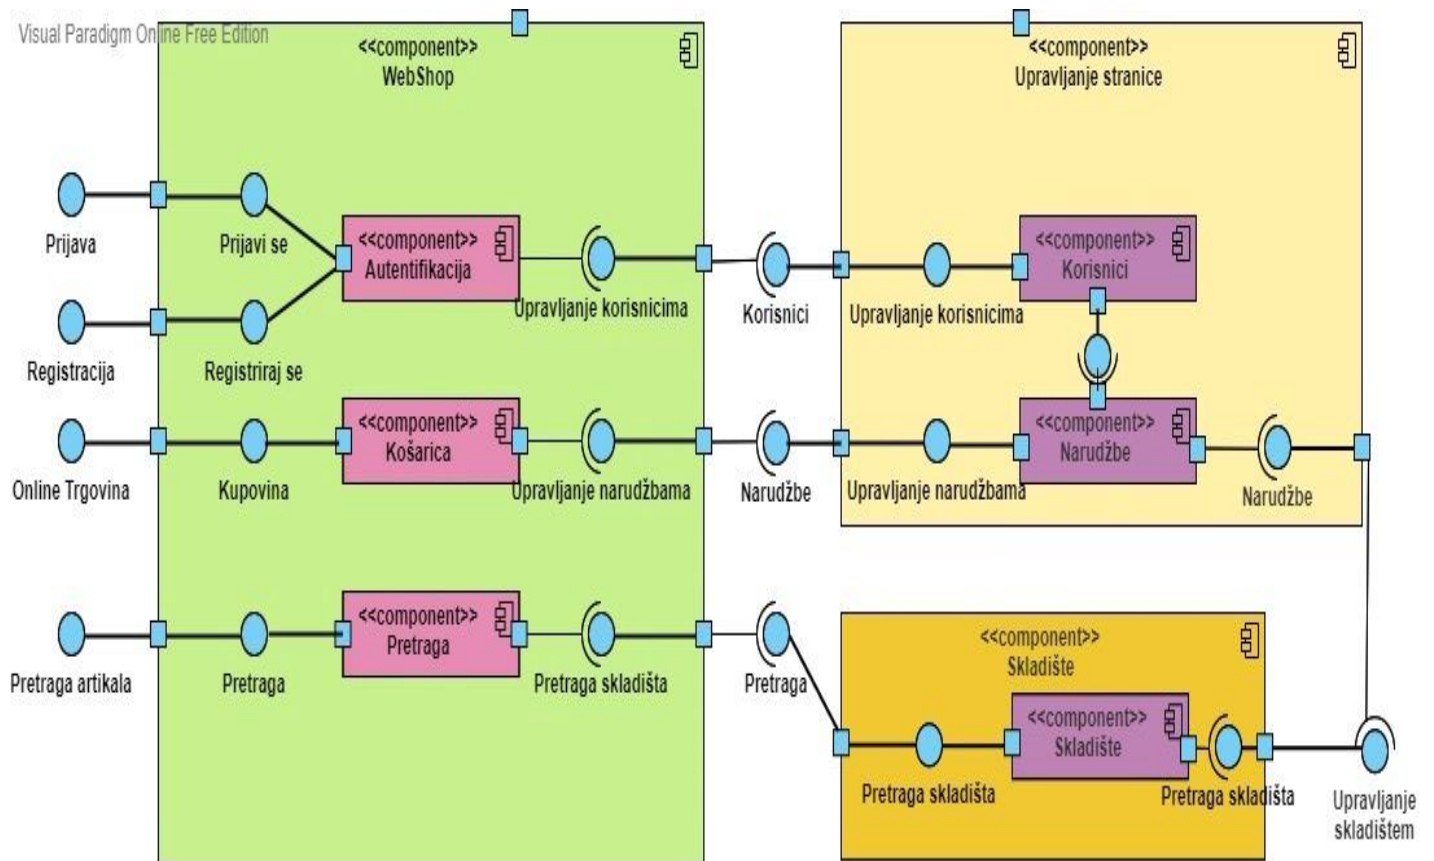 Visual Paradigm Online Free Edition
<<component>>
WebShop
<<component>>
Upravljanje stranice
Prijava
Prijavi se
<<component>>
Autentifikacija
Upravljanje korisnicima
Korisnici
Upravljanje korisnicima
<<component>>
Korisnici
Registracija
Registriraj se
Online Trgovina
Kupovina
<<component>>
Košarica
Upravljanje narudžbama
Narudžbe
Upravljanje narudžbama
<<component>>
Narudžbe
Narudžbe
Pretraga artikala
Pretraga
<<component>>
Pretraga
Pretraga skladišta
Pretraga
<<component>>
Skladište
<<component>>
Skladište
Pretraga skladišta
Pretraga skladišta
Upravljanje
skladištem